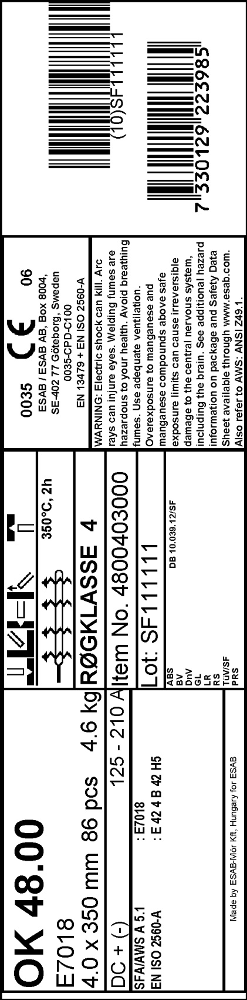 OK 48.00
E7018
4.0 x 350 mm 86 pcs 4.6 kg
DC + (-) 125 - 210 A
SFA/AWS A 5.1 : E7018
EN ISO 2560-A : E 42 4 B 42 H5
Made by ESAB-Mór Kft, Hungary for ESAB
350°C, 2h
RØGKLASSE 4
Item No. 4800403000
Lot: SF111111
ABS DB 10.039.12/SF
BV
DnV
GL
LR
RS
TüV/SF
PRS
0035 CE 06
ESAB / ESAB AB, Box 8004,
SE-402 77 Göteborg, Sweden
0035-CPD-C100
EN 13479 + EN ISO 2560-A
WARNING: Electric shock can kill. Arc
rays can injure eyes. Welding fumes are
hazardous to your health. Avoid breathing
fumes. Use adequate ventilation.
Overexposure to manganese and
manganese compounds above safe
exposure limits can cause irreversible
damage to the central nervous system,
including the brain. See additional hazard
information on package and Safety Data
Sheet available through www.esab.com.
Also refer to AWS: ANSI Z49.1.
(10)SF111111
7 330129 223985